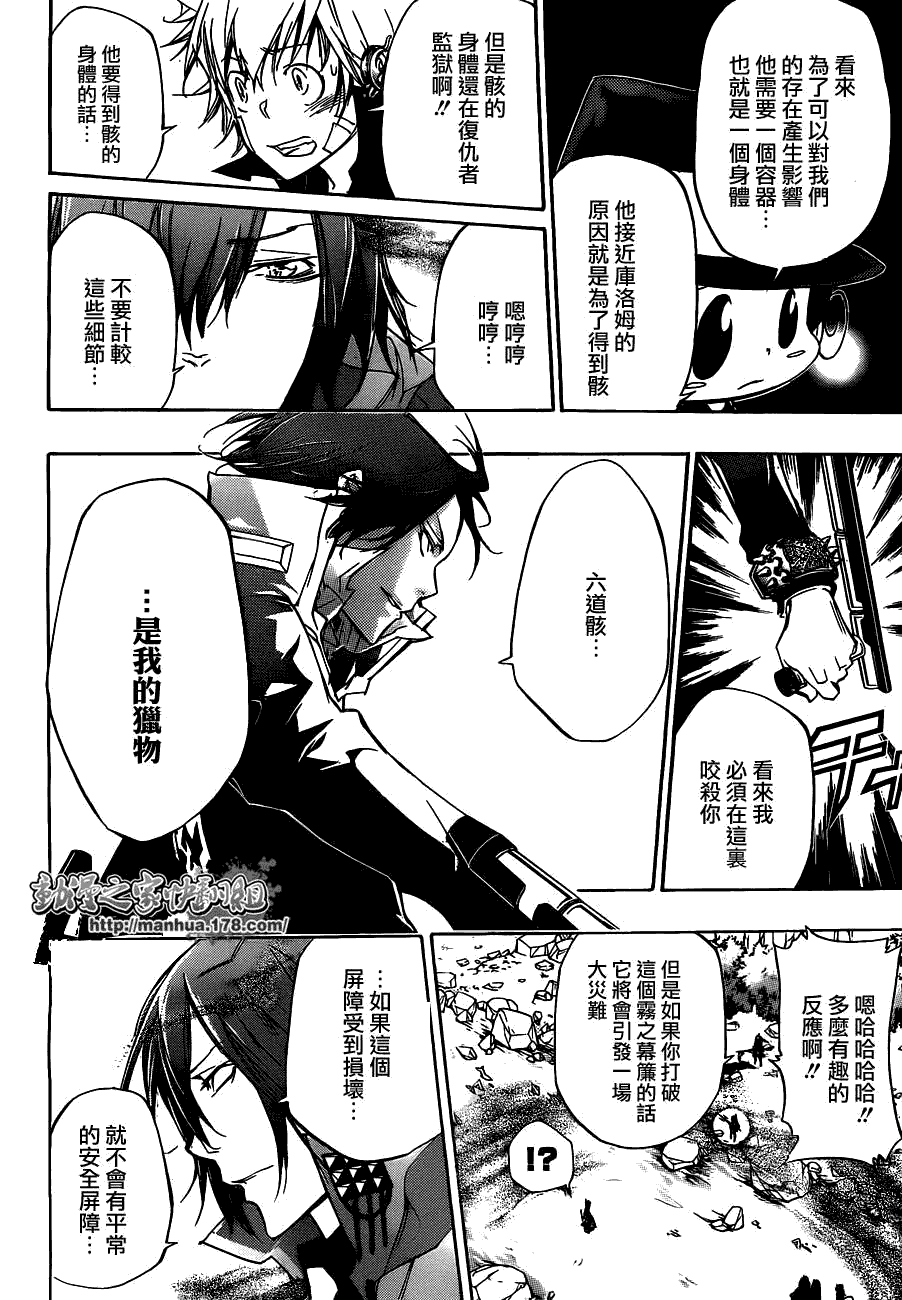 看來
為了可以對我們
的存在產生影響
他需要一個容器…
也就是一個身體
他接近庫洛姆的
原因就是為了得到骸
但是骸的
身體還在復仇者
監獄啊!!
他要得到骸的
身體的話…
嗯哼哼
哼哼…
不要計較
這些細節…
看來我
必須在這裏
咬殺你
六道骸…
…是我的獵物
動漫之家快翻組
http://manhua.178.com/
嗯哈哈哈哈!!
多麼有趣的
反應啊!!
但是如果你打破
這個霧之幕簾的話
它將會引發一場
大災難
!?
…如果這個
屏障受到損壞…
就不會有平常
的安全屏障…